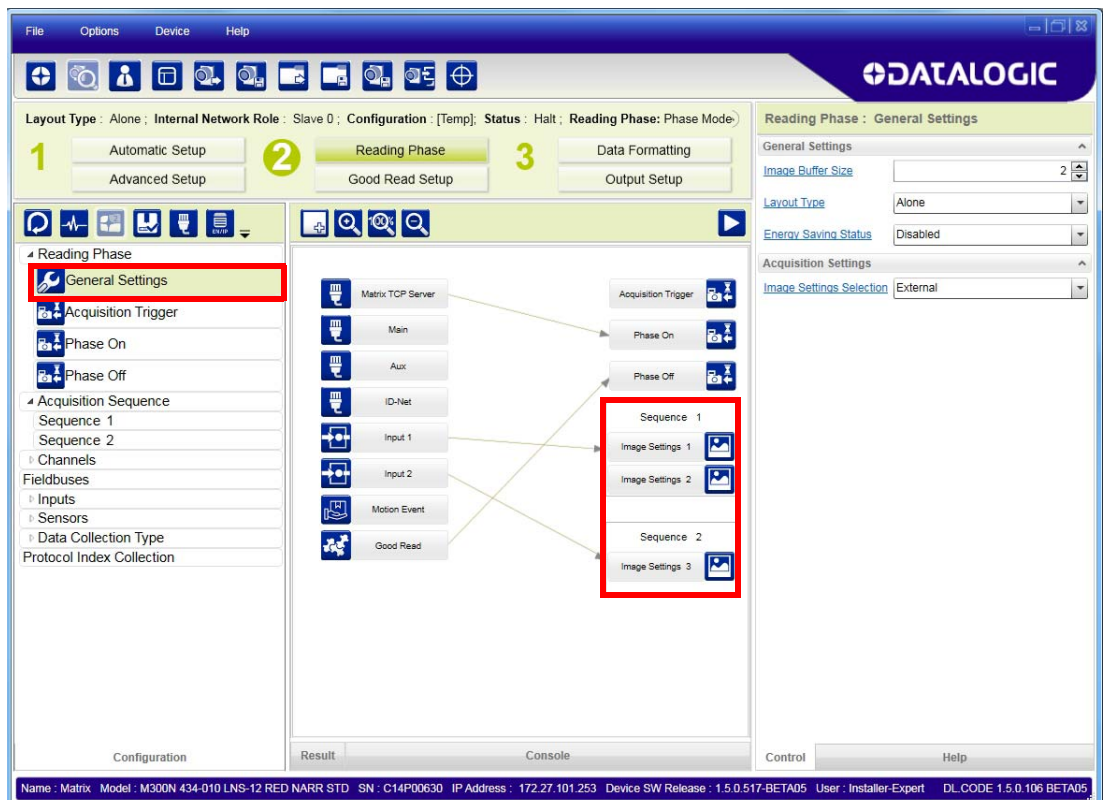 File Options Device Help
DATALOGIC
Layout Type : Alone ; Internal Network Role : Slave 0 ; Configuration : [Temp]; Status : Halt ; Reading Phase: Phase Mode
1 Automatic Setup 2 Reading Phase 3 Data Formatting
Advanced Setup Good Read Setup Output Setup
100%
EN/IP
Reading Phase
General Settings
Acquisition Trigger
Phase On
Phase Off
Acquisition Sequence
Sequence 1
Sequence 2
Channels
Fieldbuses
Inputs
Sensors
Data Collection Type
Protocol Index Collection
Configuration
Matrix TCP Server
Main
Aux
ID-Net
Input 1
Input 2
Motion Event
Good Read
Acquisition Trigger
Phase On
Phase Off
Sequence 1
Image Settings 1
Image Settings 2
Sequence 2
Image Settings 3
Result Console
Reading Phase : General Settings
General Settings
Image Buffer Size 2
Layout Type Alone
Energy Saving Status Disabled
Acquisition Settings
Image Settings Selection External
Control Help
Name : Matrix Model : M300N 434-010 LNS-12 RED NARR STD SN : C14P00630 IP Address : 172.27.101.253 Device SW Release : 1.5.0.517-BETA05 User : Installer-Expert DL.CODE 1.5.0.106 BETA05